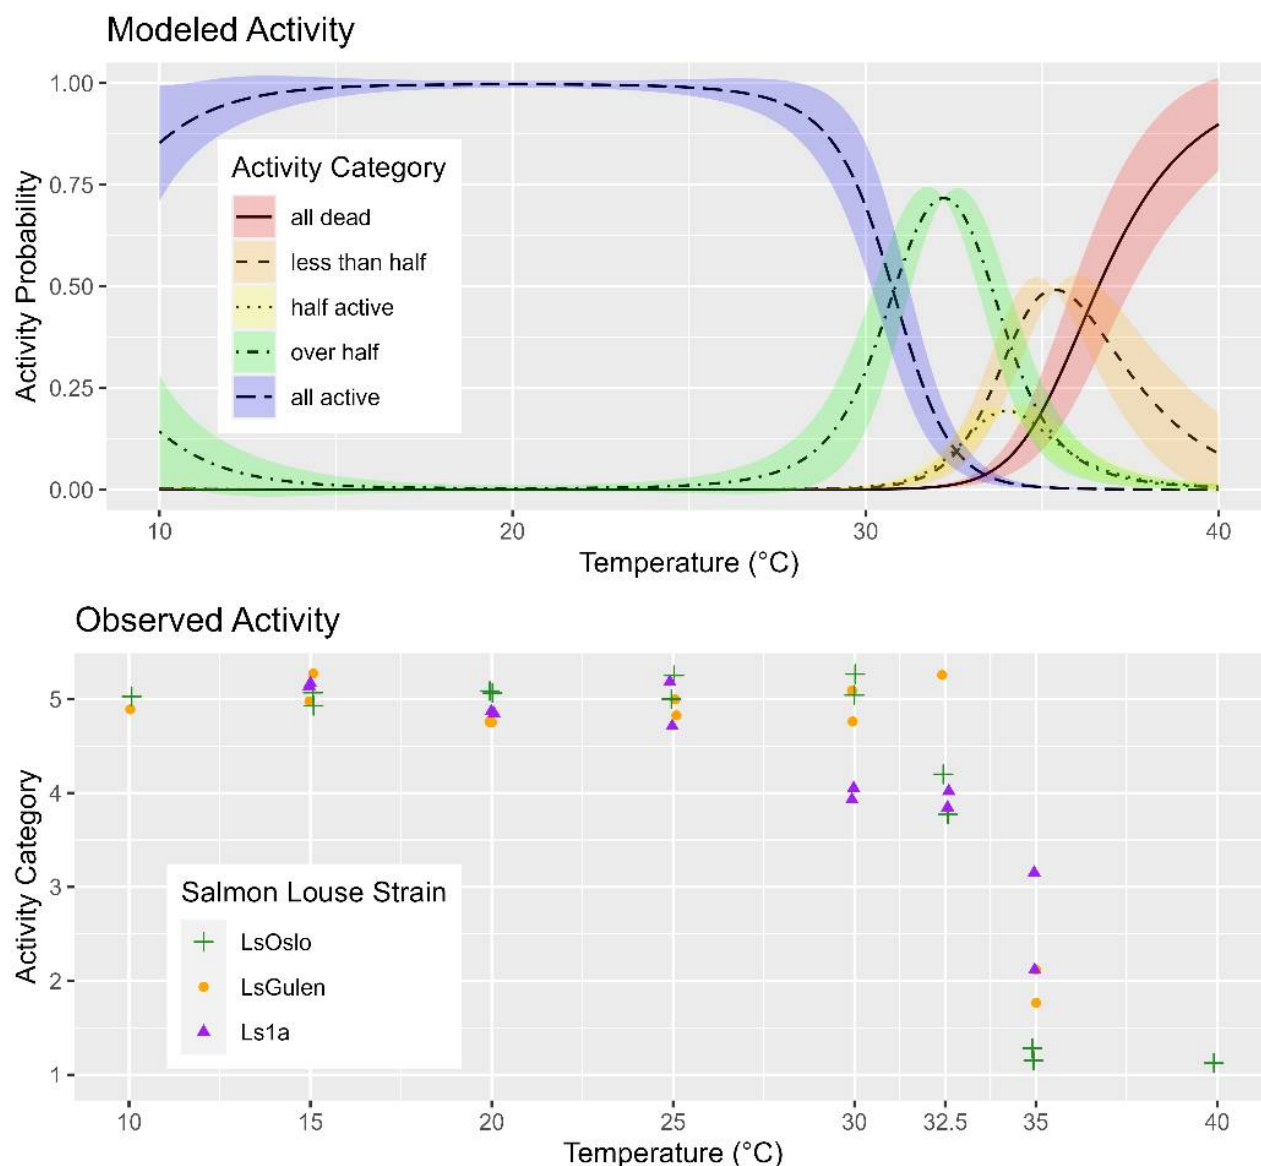 Modeled Activity
1.00
0.75
0.50
0.25
0.00
Activity Probability
Activity Category
all dead
less than half
half active
over half
all active
10
20
30
40
Temperature (°C)
Observed Activity
5
4
3
2
1
Activity Category
Salmon Louse Strain
LsOslo
LsGulen
Ls1a
10
15
20
25
30
32.5
35
40
Temperature (°C)